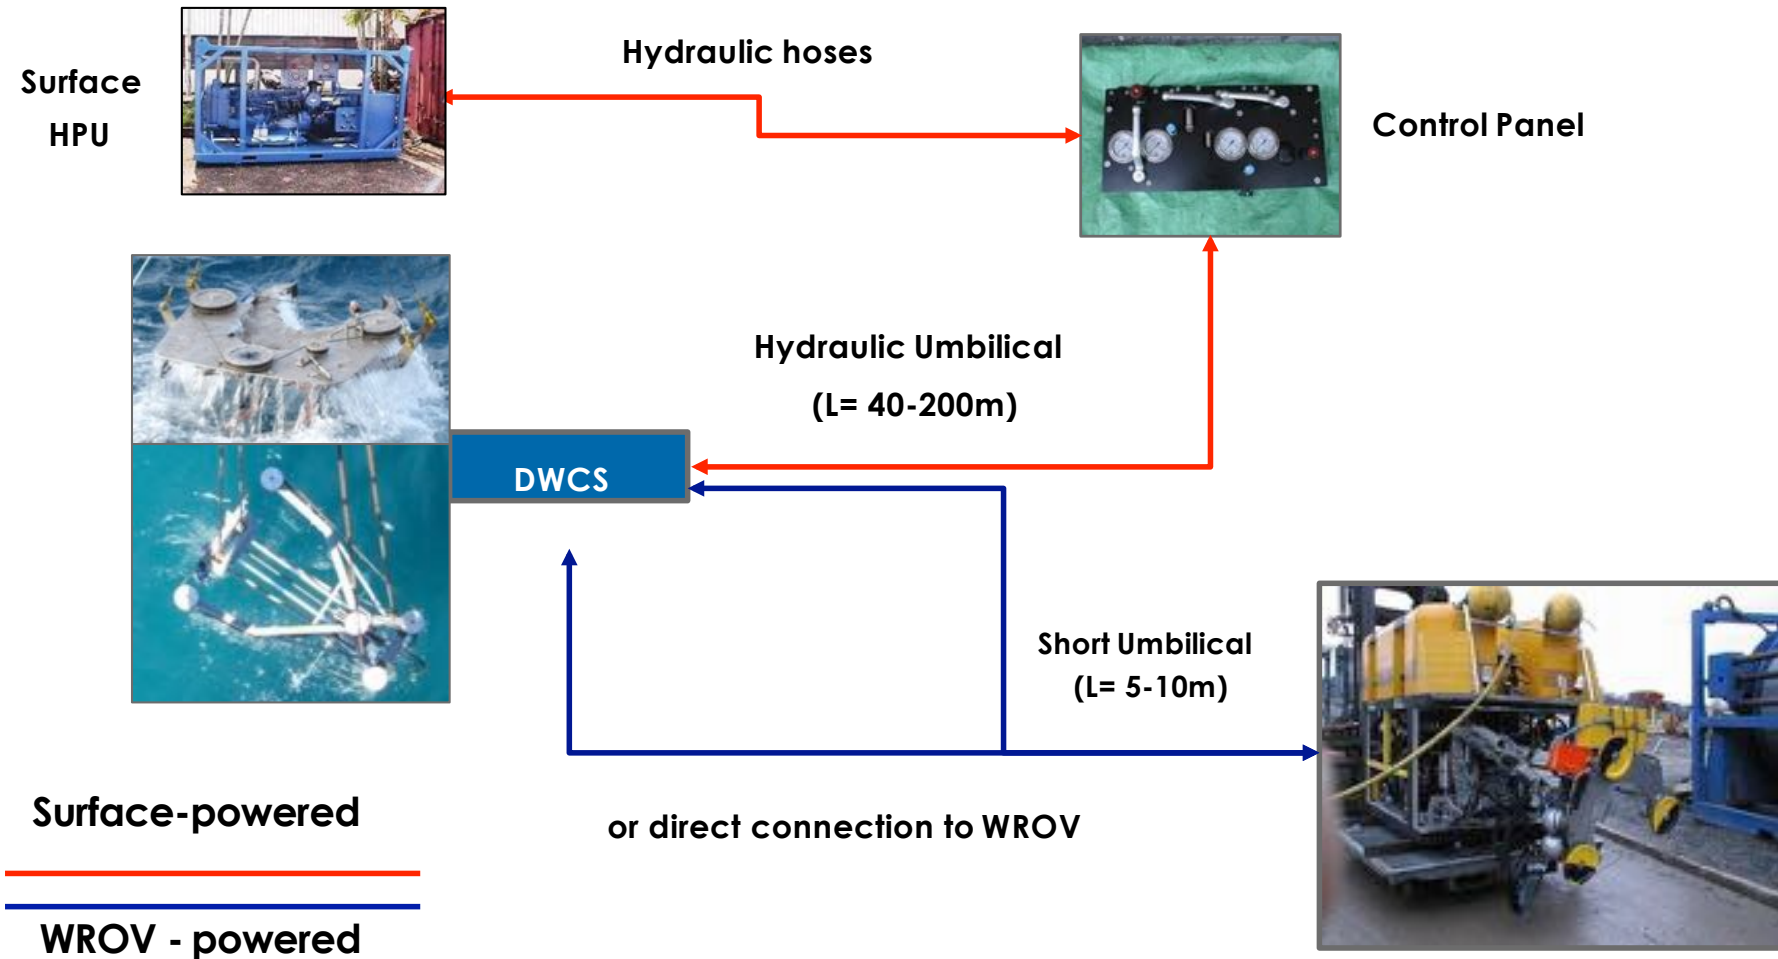 Surface
HPU
Hydraulic hoses
Control Panel
Hydraulic Umbilical
(L= 40-200m)
DWCS
Short Umbilical
(L= 5-10m)
or direct connection to WROV
Surface-powered
WROV - powered